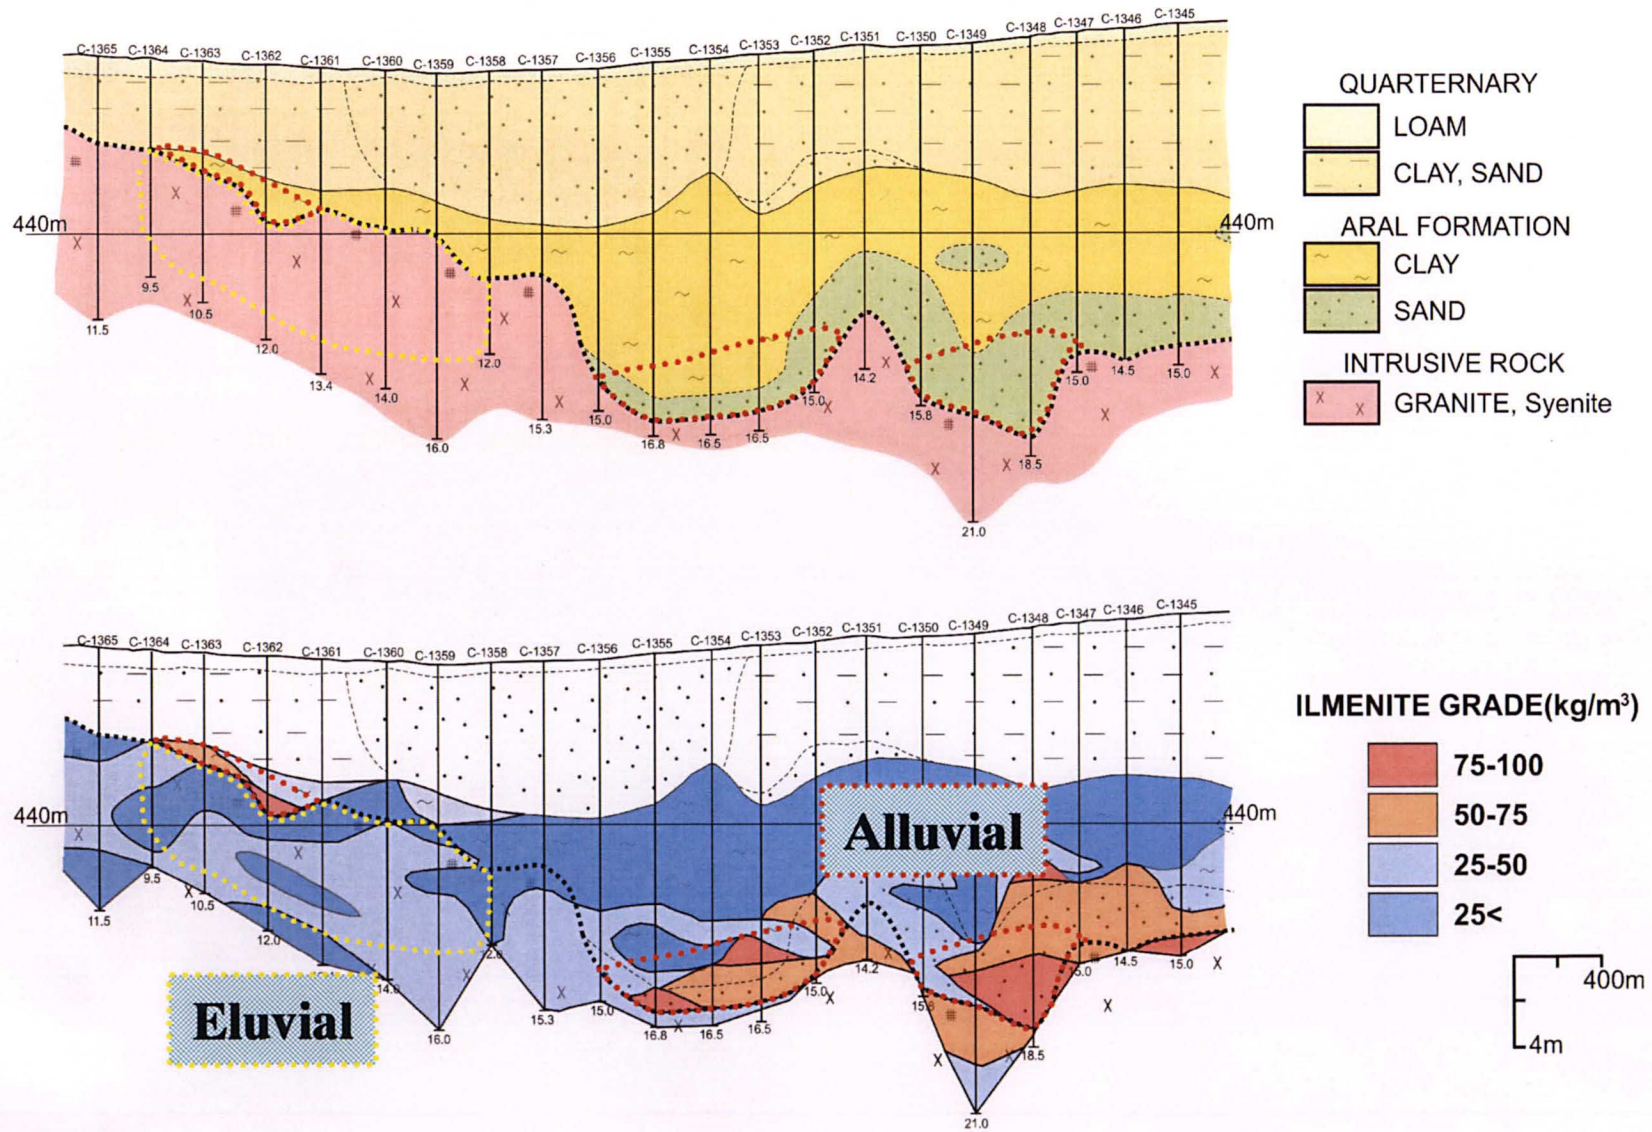 C-1365 C-1364 C-1363 C-1362 C-1361 C-1360 C-1359 C-1358 C-1357 C-1356 C-1355 C-1354 C-1353 C-1352 C-1351 C-1350 C-1349 C-1348 C-1347 C-1346 C-1345
440m 440m
11.5 9.5 10.5 12.0 13.4 14.0 16.0 12.0 15.3 15.0 16.8 16.5 16.5 15.0 14.2 15.8 21.0 18.5 15.0 14.5 15.0
QUARTERNARY
LOAM
CLAY, SAND
ARAL FORMATION
CLAY
SAND
INTRUSIVE ROCK
GRANITE, Syenite
C-1365 C-1364 C-1363 C-1362 C-1361 C-1360 C-1359 C-1358 C-1357 C-1356 C-1355 C-1354 C-1353 C-1352 C-1351 C-1350 C-1349 C-1348 C-1347 C-1346 C-1345
440m 440m
Alluvial
Eluvial
11.5 9.5 10.5 12.0 14.0 16.0 15.3 15.0 16.8 16.5 16.5 15.0 14.2 15.8 21.0 18.5 15.0 14.5 15.0
ILMENITE GRADE(kg/m³)
75-100
50-75
25-50
25<
400m
4m